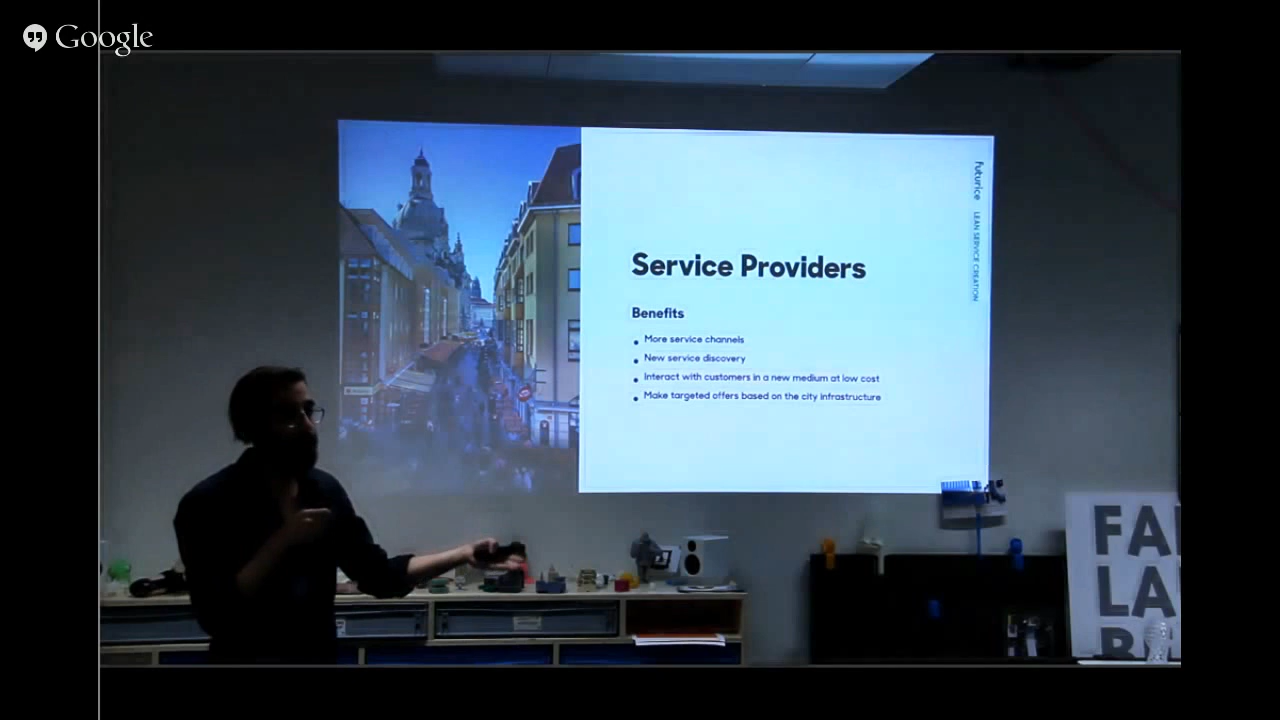 Google
futurice LEAN SERVICE CREATION
Service Providers
Benefits
More service channels
New service discovery
Interact with customers in a new medium at low cost
Make targeted offers based on the city infrastructure
FA
LA